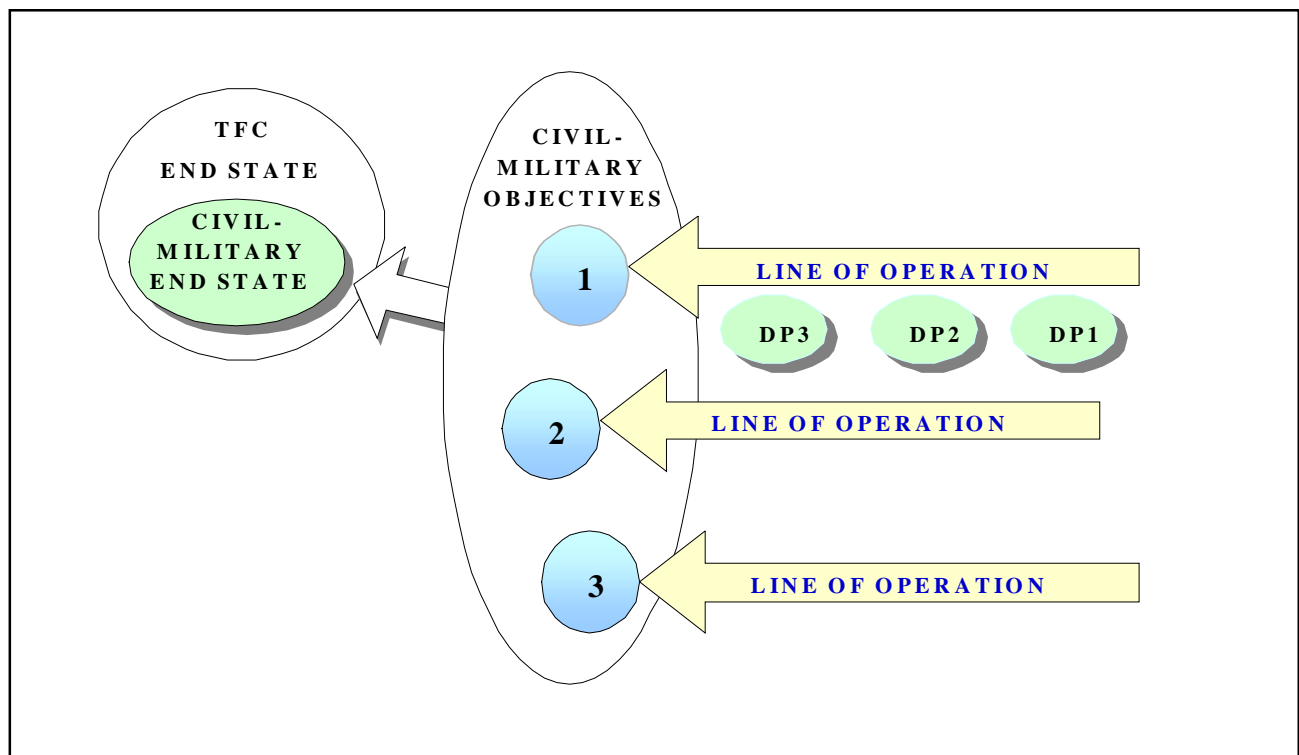 TFC
END STATE
CIVIL-
MILITARY
END STATE
CIVIL-
MILITARY
OBJECTIVES
1
LINE OF OPERATION
DP3
DP2
DP1
2
LINE OF OPERATION
3
LINE OF OPERATION